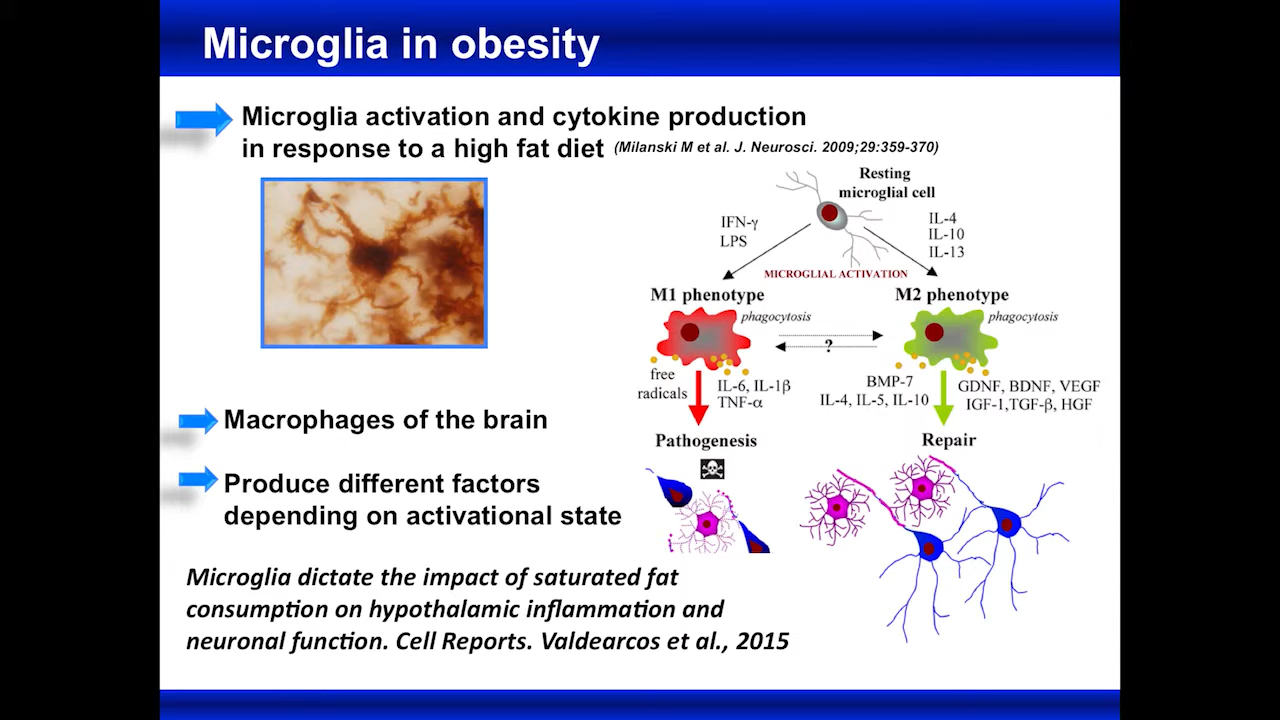 Microglia in obesity
Microglia activation and cytokine production
in response to a high fat diet (Milanski M et al. J. Neurosci. 2009;29:359-370)
Resting
microglial cell
IFN-γ
LPS
IL-4
IL-10
IL-13
MICROGLIAL ACTIVATION
M1 phenotype
phagocytosis
M2 phenotype
phagocytosis
?
free
radicals
IL-6, IL-1β
TNF-α
BMP-7
IL-4, IL-5, IL-10
GDNF, BDNF, VEGF
IGF-1,TGF-β, HGF
Pathogenesis
Repair
Macrophages of the brain
Produce different factors
depending on activational state
Microglia dictate the impact of saturated fat
consumption on hypothalamic inflammation and
neuronal function. Cell Reports. Valdearcos et al., 2015